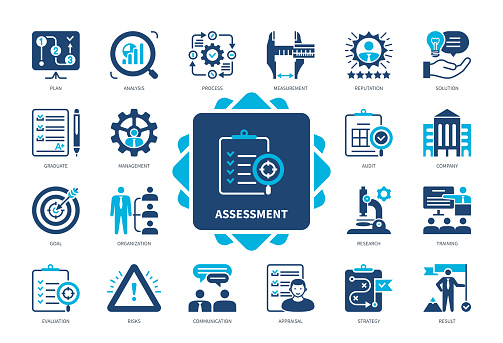 PLAN
ANALYSIS
PROCESS
MEASUREMENT
REPUTATION
SOLUTION
A+
GRADUATE
MANAGEMENT
AUDIT
COMPANY
ASSESSMENT
GOAL
ORGANIZATION
RESEARCH
TRAINING
EVALUATION
RISKS
COMMUNICATION
APPRAISAL
STRATEGY
RESULT